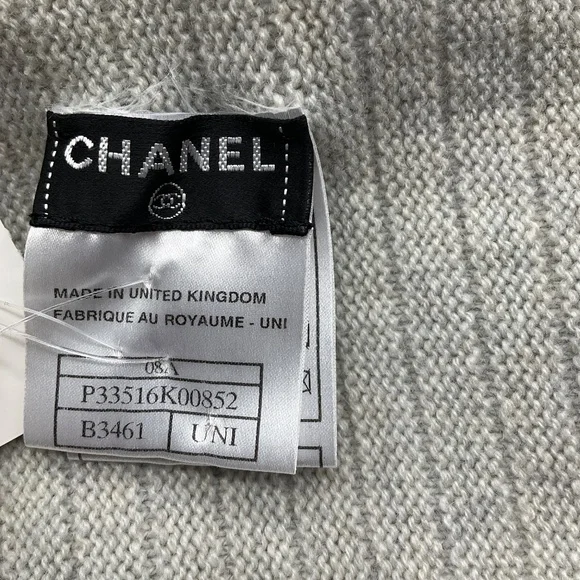 CHANEL
MADE IN UNITED KINGDOM
FABRIQUE AU ROYAUME - UNI
08A
P33516K00852
B3461 UNI